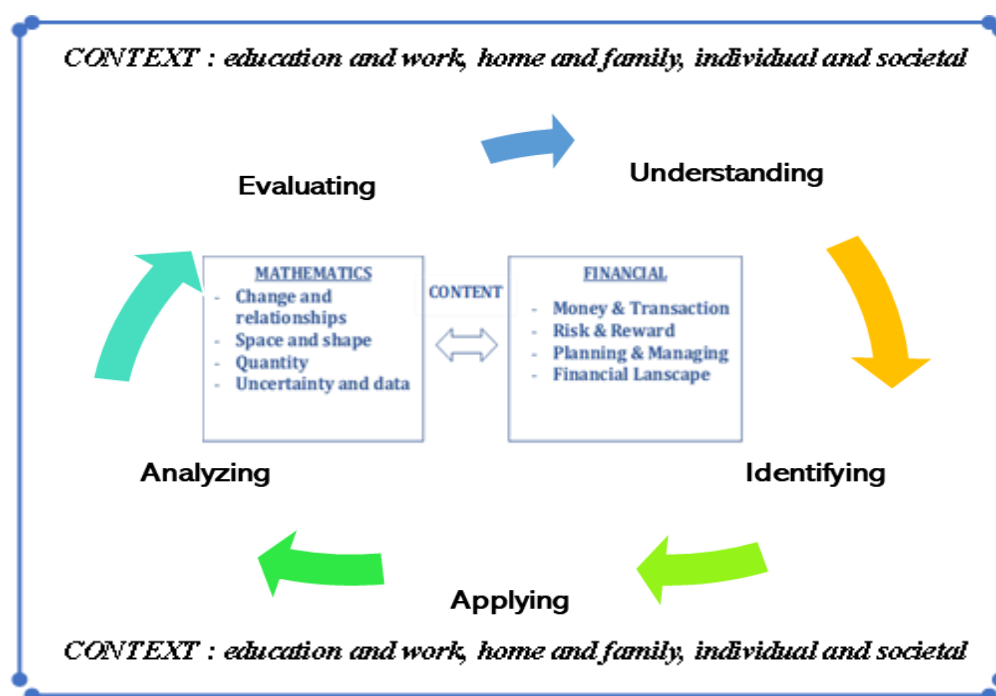 CONTEXT : education and work, home and family, individual and societal
Evaluating
Understanding
MATHEMATICS
- Change and
relationships
- Space and shape
- Quantity
- Uncertainty and data
CONTENT
FINANCIAL
- Money & Transaction
- Risk & Reward
- Planning & Managing
- Financial Lanscape
Analyzing
Identifying
Applying
CONTEXT : education and work, home and family, individual and societal